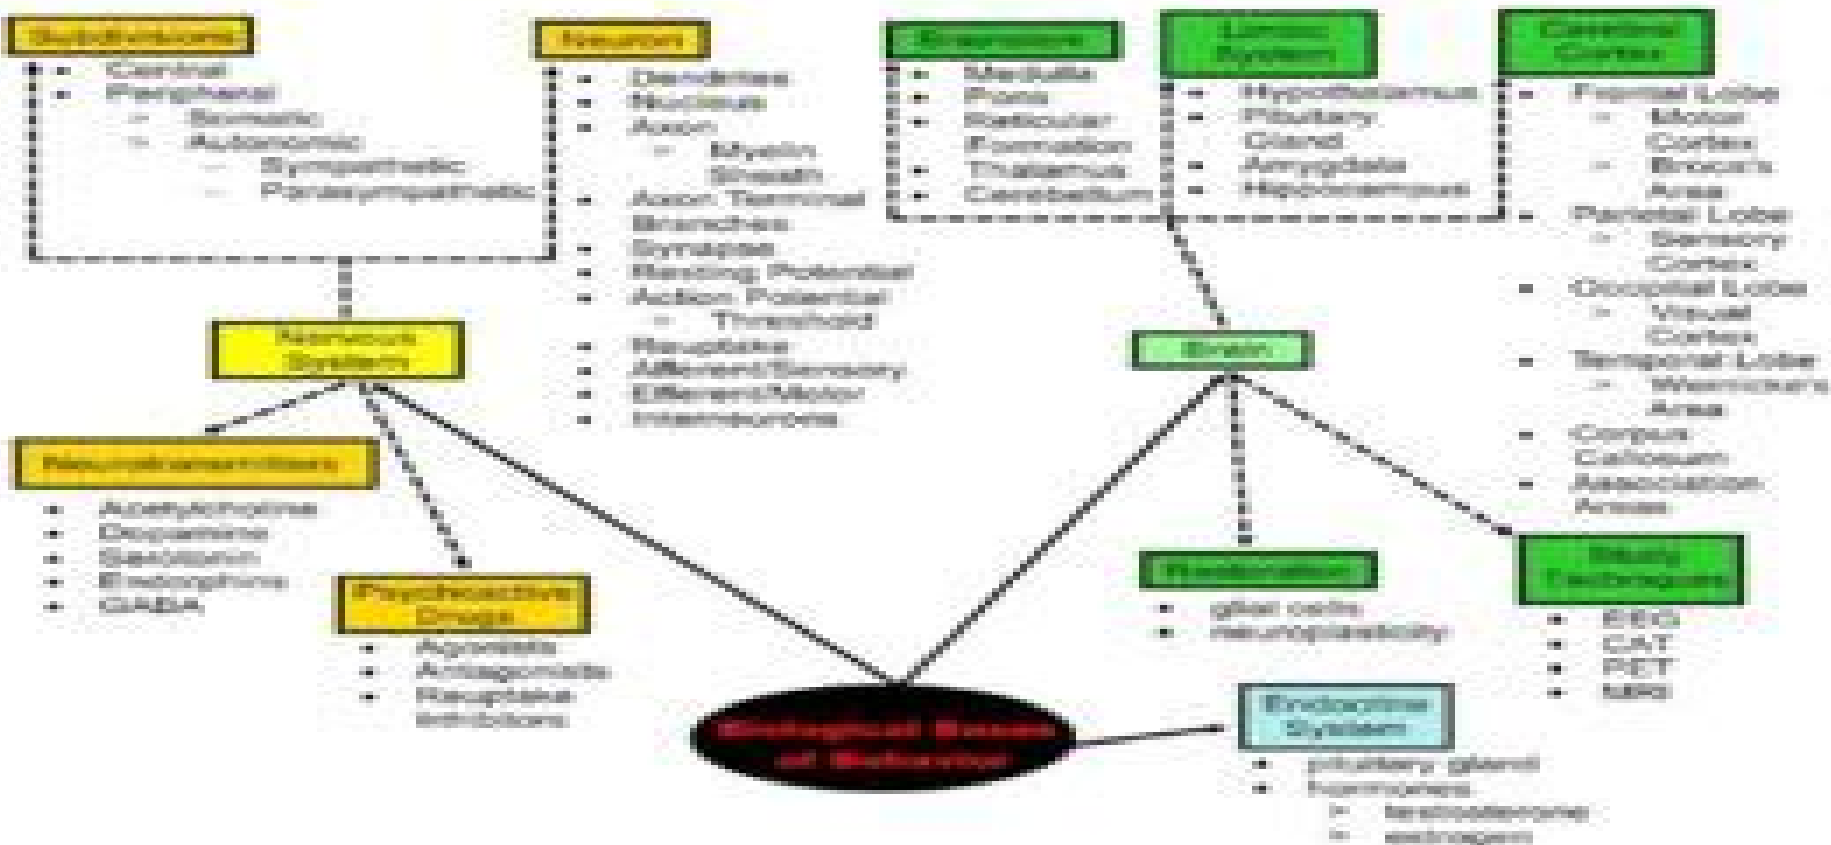 Subdivisions
Central
Peripheral
Somatic
Autonomic
Sympathetic
Parasympathetic
Neuron
Dendrites
Nucleus
Axon
Myelin
Sheath
Axon Terminal
Branches
Synapse
Resting Potential
Action Potential
Threshold
Reuptake
Afferent/Sensory
Efferent/Motor
Interneurons
Brainstem
Medulla
Pons
Reticular
Formation
Thalamus
Cerebellum
Limbic
System
Hypothalamus
Pituitary
Gland
Amygdala
Hippocampus
Cerebral
Cortex
Frontal Lobe
Motor
Cortex
Broca's
Area
Parietal Lobe
Sensory
Cortex
Occipital Lobe
Visual
Cortex
Temporal Lobe
Wernicke's
Area
Corpus
Callosum
Association
Areas
Nervous
System
Brain
Neurotransmitters
Acetylcholine
Dopamine
Serotonin
Endorphins
GABA
Psychoactive
Drugs
Agonists
Antagonists
Reuptake
Inhibitors
glial cells
neuroplasticity
Study
Techniques
EEG
CAT
PET
MRI
Biological Bases
of Behavior
Endocrine
System
pituitary gland
hormones
testosterone
estrogen